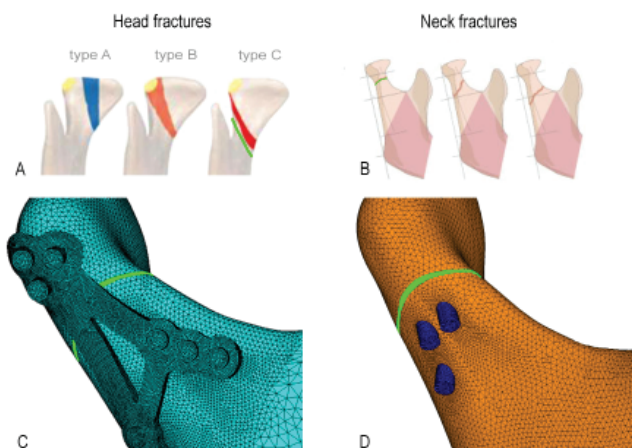 Head fractures
Neck fractures
type A
type B
type C
A
B
C
D